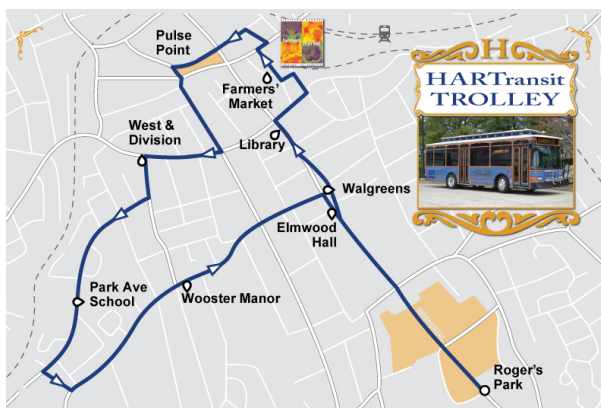 Pulse
Point
H
HARTransit
TROLLEY
Farmers'
Market
West &
Division
Library
Walgreens
Elmwood
Hall
Park Ave
School
Wooster Manor
Roger's
Park